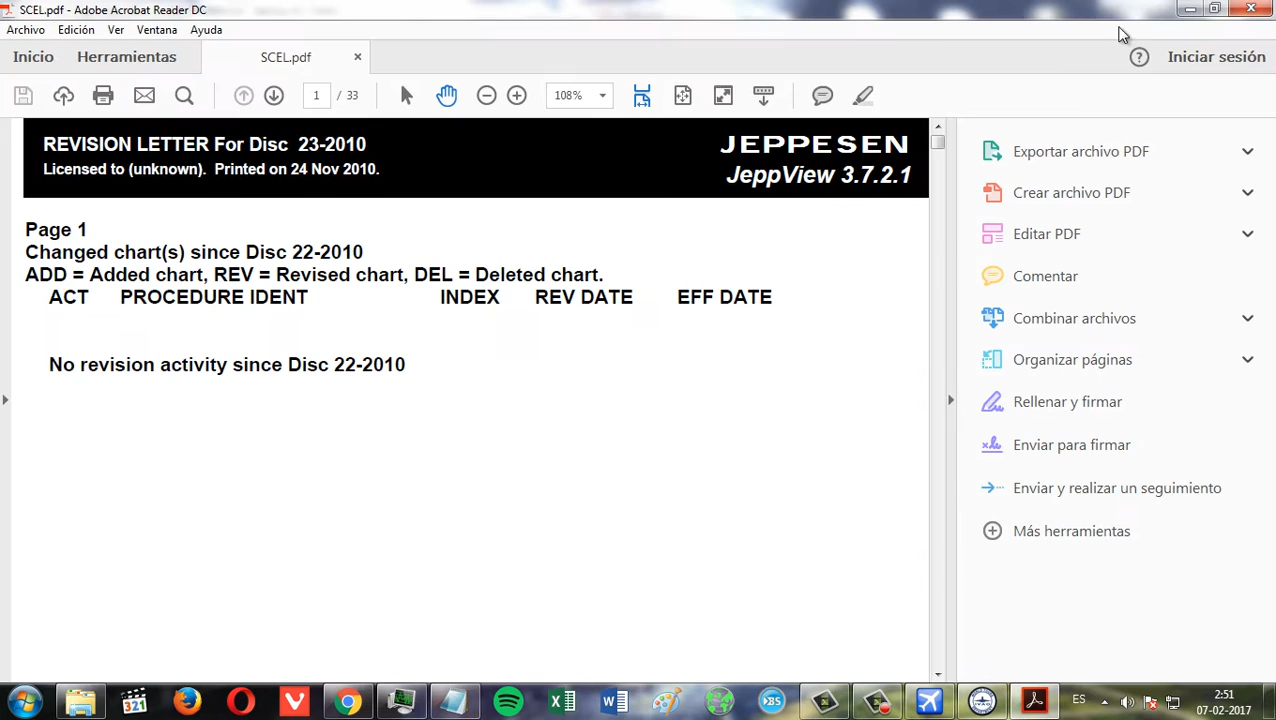 SCEL.pdf - Adobe Acrobat Reader DC
Archivo Edición Ver Ventana Ayuda
Inicio Herramientas SCEL.pdf × ? Iniciar sesión
1 / 33 108%
REVISION LETTER For Disc 23-2010
Licensed to (unknown). Printed on 24 Nov 2010.
JEPPESEN
JeppView 3.7.2.1
Page 1
Changed chart(s) since Disc 22-2010
ADD = Added chart, REV = Revised chart, DEL = Deleted chart.
ACT PROCEDURE IDENT INDEX REV DATE EFF DATE
No revision activity since Disc 22-2010
Exportar archivo PDF
Crear archivo PDF
Editar PDF
Comentar
Combinar archivos
Organizar páginas
Rellenar y firmar
Enviar para firmar
Enviar y realizar un seguimiento
Más herramientas
321
BS
ES
2:51
07-02-2017